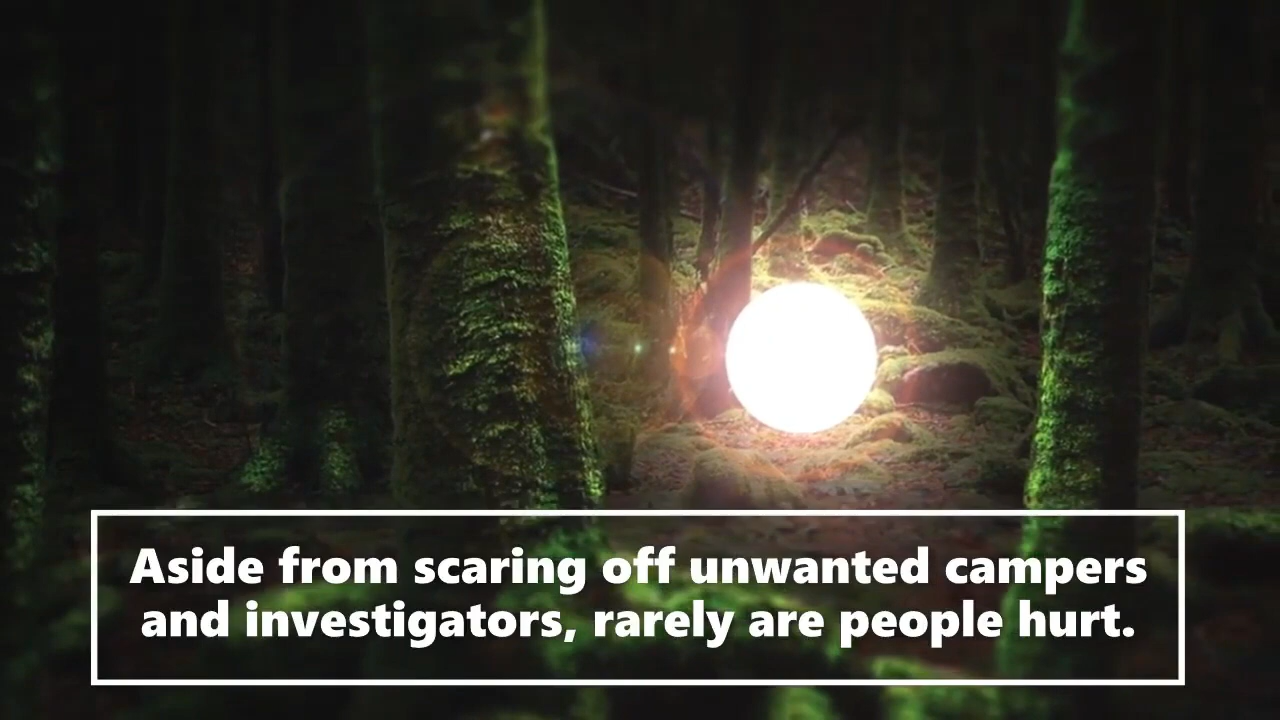 Aside from scaring off unwanted campers
and investigators, rarely are people hurt.